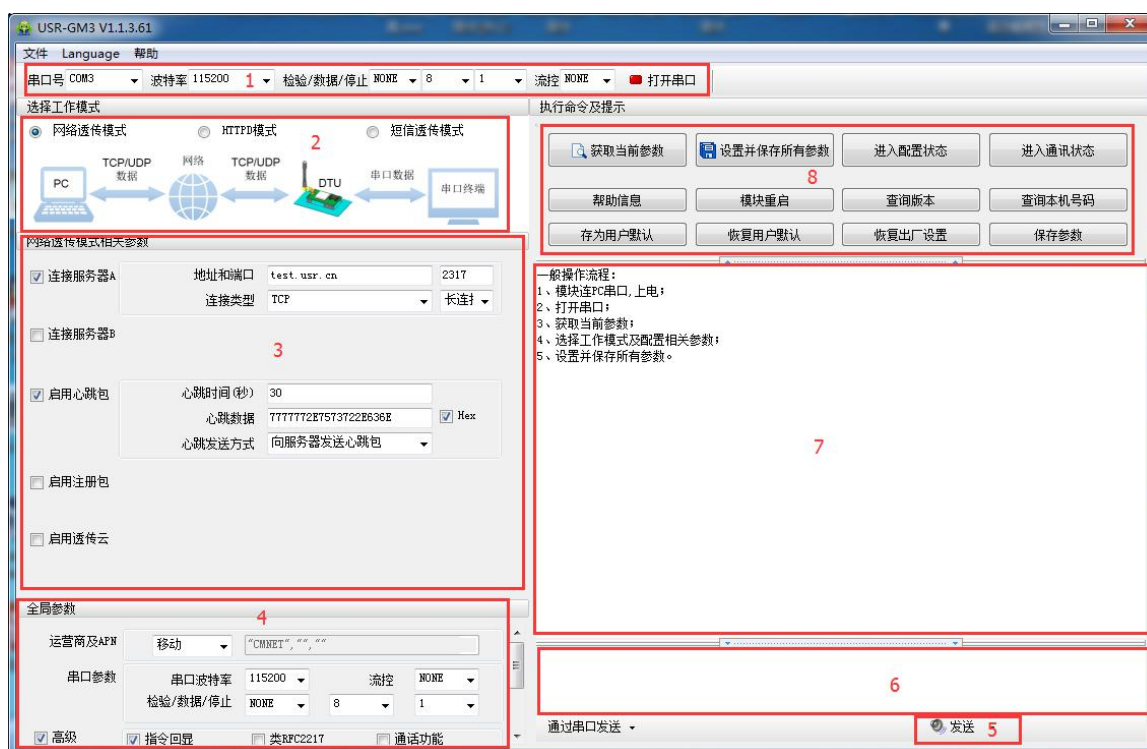 USR-GM3 V1.1.3.61
文件 Language 帮助
串口号 COM3 波特率 115200 1 检验/数据/停止 NONE 8 1 流控 NONE 打开串口
选择工作模式
网络透传模式 HTTPD模式 短信透传模式
2
PC TCP/UDP 数据 网络 TCP/UDP 数据 DTU 串口数据 串口终端
网络透传模式相关参数
连接服务器A 地址和端口 test.usr.cn 2317
连接类型 TCP 长连接
连接服务器B
3
启用心跳包 心跳时间(秒) 30
心跳数据 7777772E7573722E636E Hex
心跳发送方式 向服务器发送心跳包
启用注册包
启用透传云
全局参数
4
运营商及APN 移动 "CMNET","",""
串口参数 串口波特率 115200 流控 NONE
检验/数据/停止 NONE 8 1
高级 指令回显 类RFC2217 通话功能
执行命令及提示
获取当前参数 设置并保存所有参数 进入配置状态 进入通讯状态
8
帮助信息 模块重启 查询版本 查询本机号码
存为用户默认 恢复用户默认 恢复出厂设置 保存参数
一般操作流程:
1、模块连PC串口,上电;
2、打开串口;
3、获取当前参数;
4、选择工作模式及配置相关参数;
5、设置并保存所有参数。
7
6
通过串口发送 发送 5